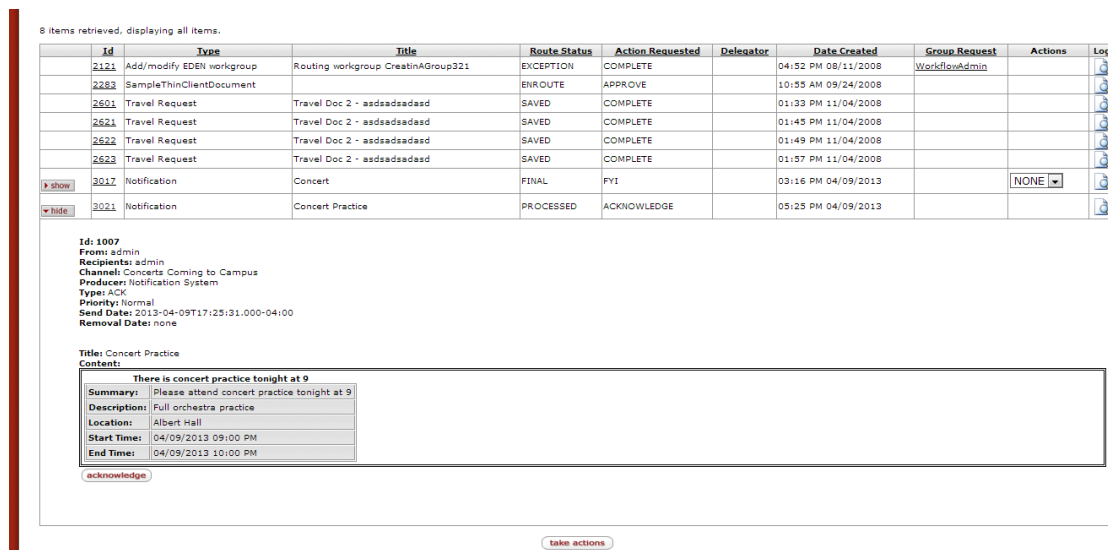 8 items retrieved, displaying all items.
Id Type Title Route Status Action Requested Delegator Date Created Group Request Actions Log
2121 Add/modify EDEN workgroup Routing workgroup CreatinAGroup321 EXCEPTION COMPLETE 04:52 PM 08/11/2008 WorkflowAdmin
2283 SampleThinClientDocument ENROUTE APPROVE 10:55 AM 09/24/2008
2601 Travel Request Travel Doc 2 - asdsadsadasd SAVED COMPLETE 01:33 PM 11/04/2008
2621 Travel Request Travel Doc 2 - asdsadsadasd SAVED COMPLETE 01:45 PM 11/04/2008
2622 Travel Request Travel Doc 2 - asdsadsadasd SAVED COMPLETE 01:49 PM 11/04/2008
2623 Travel Request Travel Doc 2 - asdsadsadasd SAVED COMPLETE 01:57 PM 11/04/2008
show 3017 Notification Concert FINAL FYI 03:16 PM 04/09/2013 NONE
hide 3021 Notification Concert Practice PROCESSED ACKNOWLEDGE 05:25 PM 04/09/2013
Id: 1007
From: admin
Recipients: admin
Channel: Concerts Coming to Campus
Producer: Notification System
Type: ACK
Priority: Normal
Send Date: 2013-04-09T17:25:31.000-04:00
Removal Date: none
Title: Concert Practice
Content:
There is concert practice tonight at 9
Summary: Please attend concert practice tonight at 9
Description: Full orchestra practice
Location: Albert Hall
Start Time: 04/09/2013 09:00 PM
End Time: 04/09/2013 10:00 PM
acknowledge
take actions